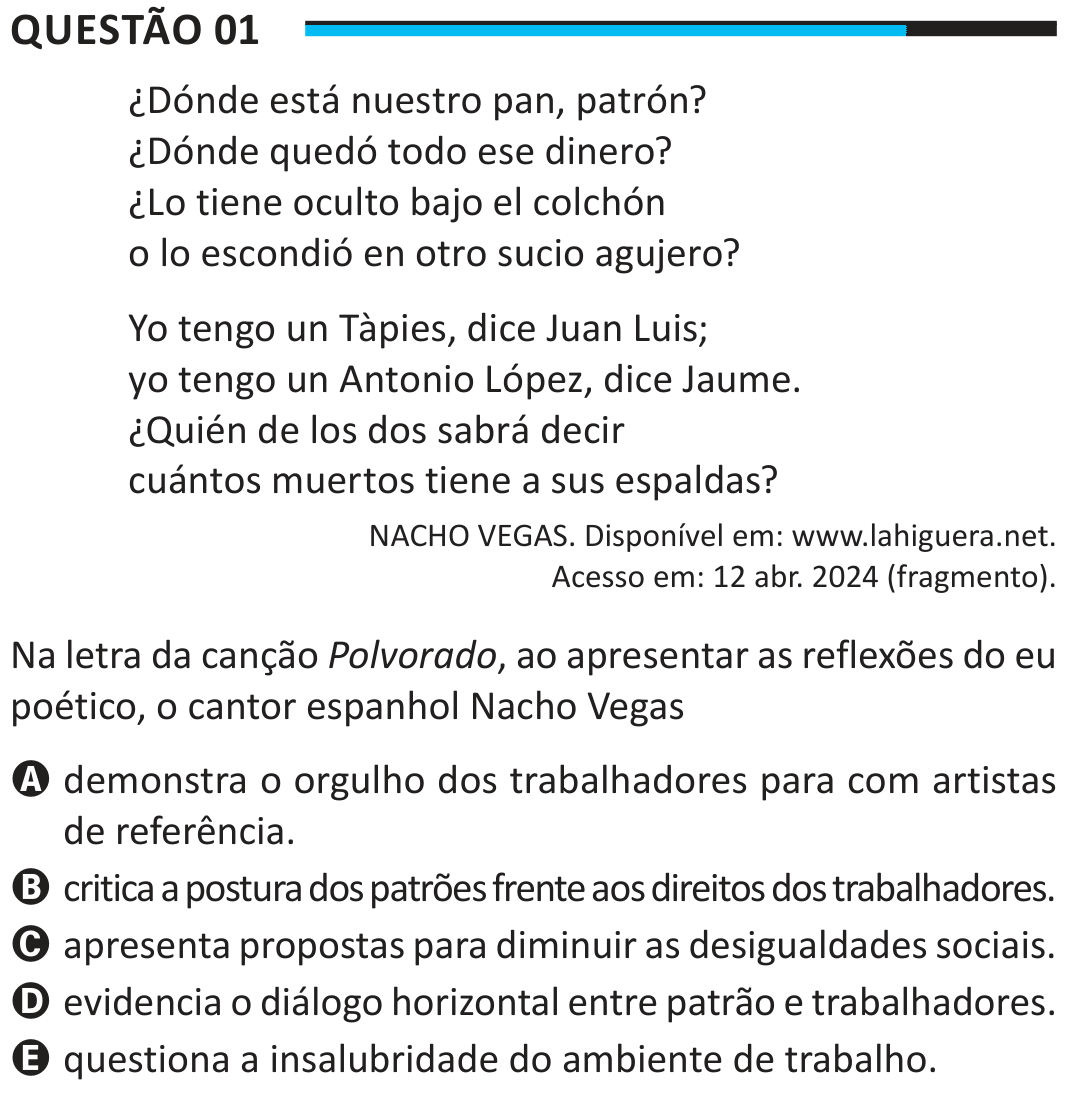 QUESTÃO 01
¿Dónde está nuestro pan, patrón?
¿Dónde quedó todo ese dinero?
¿Lo tiene oculto bajo el colchón
o lo escondió en otro sucio agujero?
Yo tengo un Tàpies, dice Juan Luis;
yo tengo un Antonio López, dice Jaume.
¿Quién de los dos sabrá decir
cuántos muertos tiene a sus espaldas?
NACHO VEGAS. Disponível em: www.lahiguera.net.
Acesso em: 12 abr. 2024 (fragmento).
Na letra da canção Polvorado, ao apresentar as reflexões do eu
poético, o cantor espanhol Nacho Vegas
A demonstra o orgulho dos trabalhadores para com artistas
de referência.
B critica a postura dos patrões frente aos direitos dos trabalhadores.
C apresenta propostas para diminuir as desigualdades sociais.
D evidencia o diálogo horizontal entre patrão e trabalhadores.
E questiona a insalubridade do ambiente de trabalho.